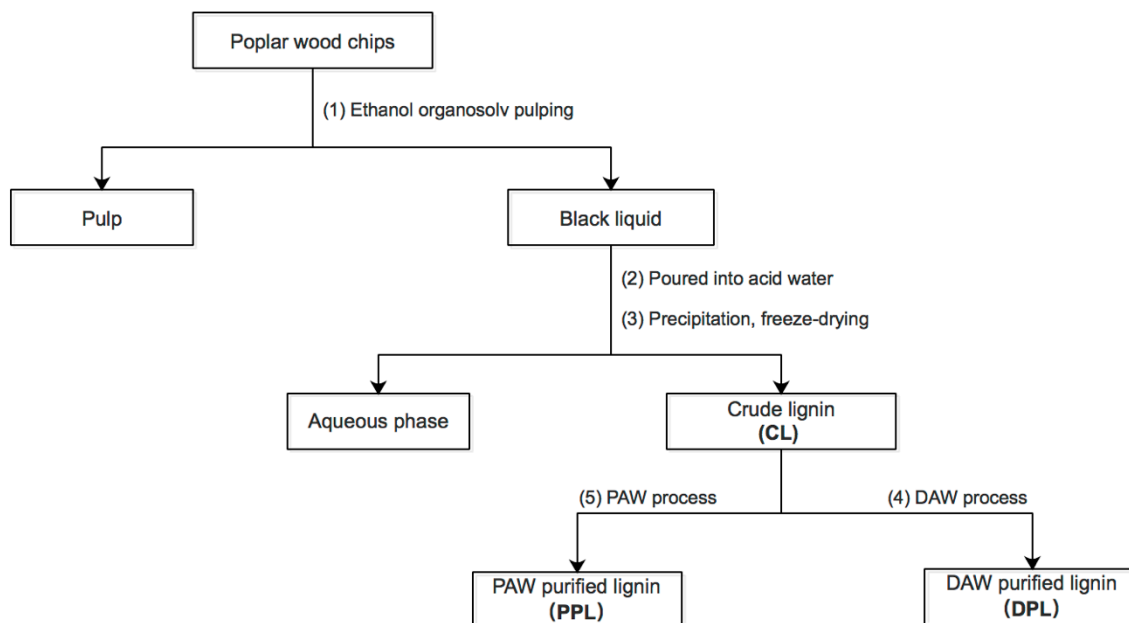 Poplar wood chips
(1) Ethanol organosolv pulping
Pulp
Black liquid
(2) Poured into acid water
(3) Precipitation, freeze-drying
Aqueous phase
Crude lignin
(CL)
(5) PAW process
(4) DAW process
PAW purified lignin
(PPL)
DAW purified lignin
(DPL)